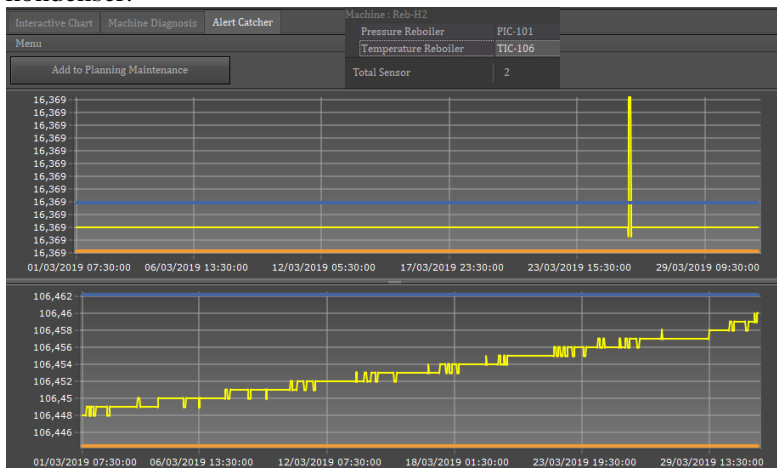 kondenser.
Interactive Chart Machine Diagnosis Alert Catcher
Menu
Add to Planning Maintenance
Machine : Reb-H2
Pressure Reboiler PIC-101
Temperature Reboiler TIC-106
Total Sensor 2
16,369
16,369
16,369
16,369
16,369
16,369
16,369
16,369
16,369
16,369
16,369
16,369
16,369
01/03/2019 07:30:00 06/03/2019 13:30:00 12/03/2019 05:30:00 17/03/2019 23:30:00 23/03/2019 15:30:00 29/03/2019 09:30:00
106,462
106,46
106,458
106,456
106,454
106,452
106,45
106,448
106,446
01/03/2019 07:30:00 06/03/2019 13:30:00 12/03/2019 07:30:00 18/03/2019 01:30:00 23/03/2019 19:30:00 29/03/2019 13:30:00